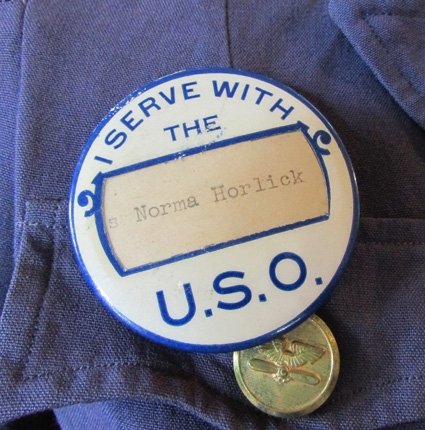 I SERVE WITH
THE
s Norma Horlick
U.S.O.